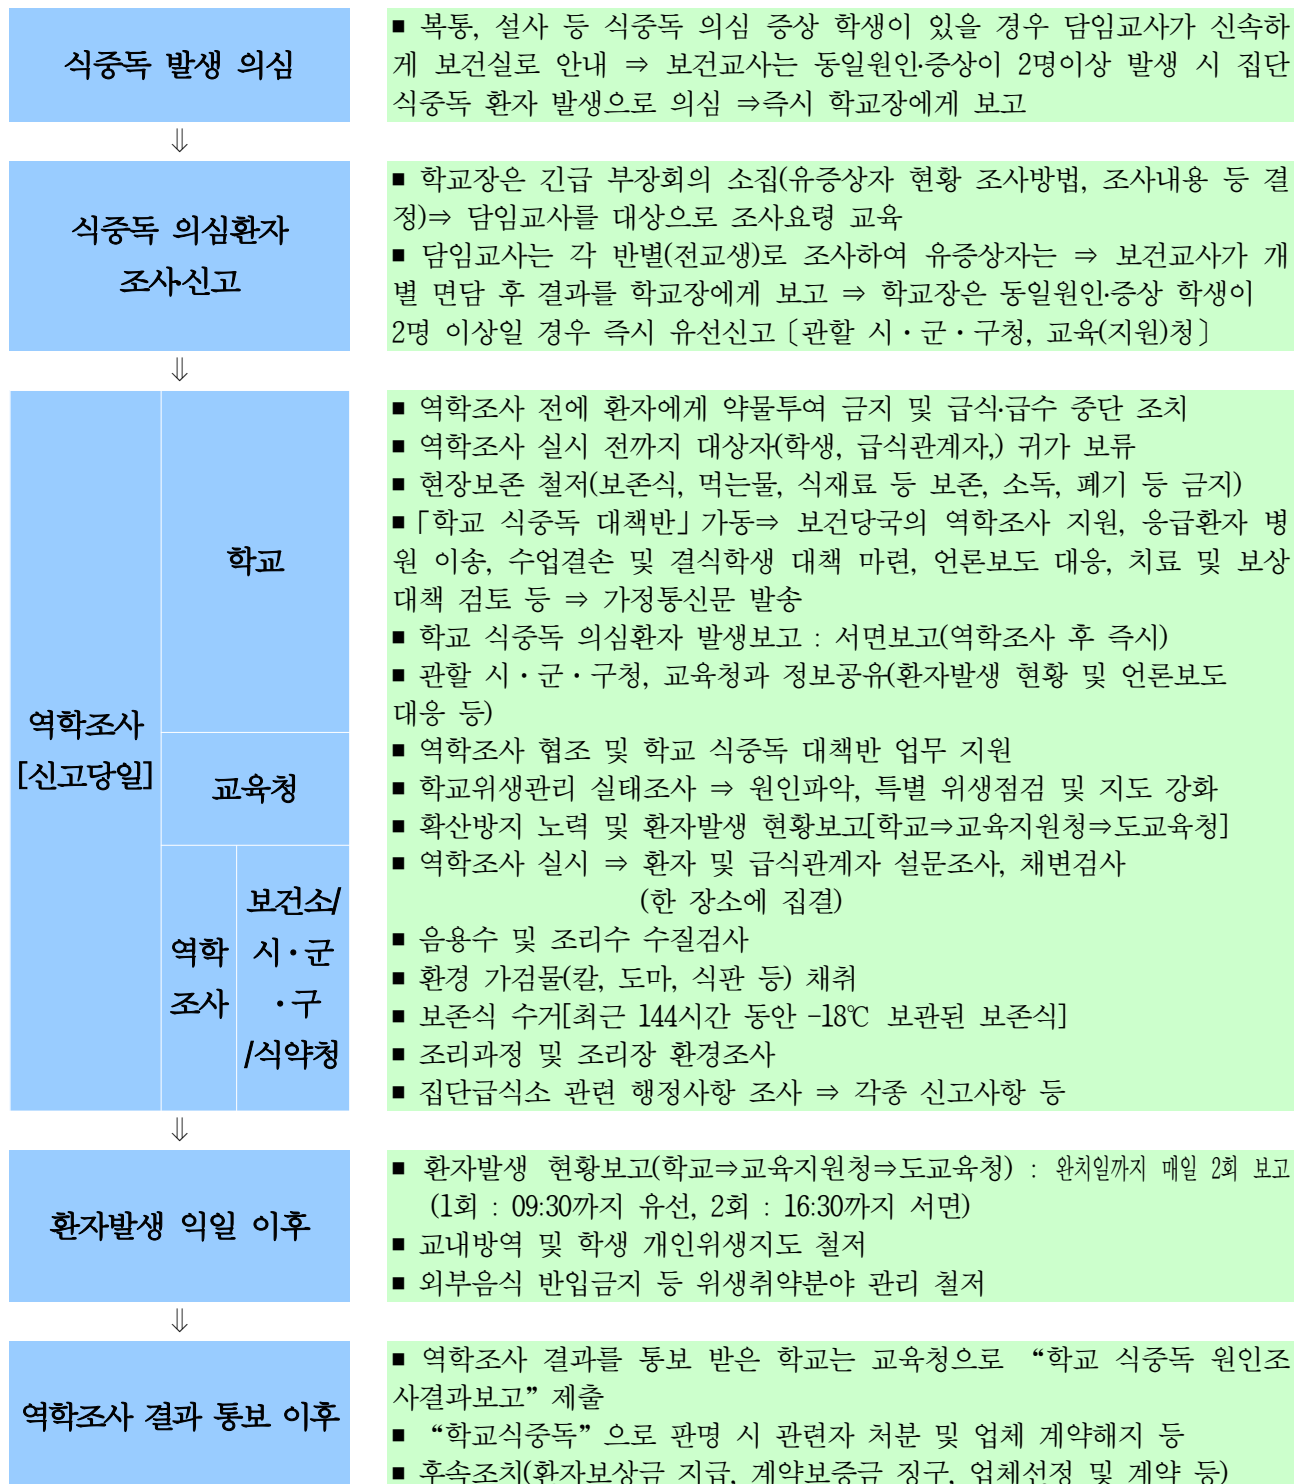 식중독 발생 의심
■ 복통, 설사 등 식중독 의심 증상 학생이 있을 경우 담임교사가 신속하
게 보건실로 안내 ⇒ 보건교사는 동일원인·증상이 2명이상 발생 시 집단
식중독 환자 발생으로 의심 ⇒즉시 학교장에게 보고
⇓
식중독 의심환자
조사·신고
■ 학교장은 긴급 부장회의 소집(유증상자 현황 조사방법, 조사내용 등 결
정)⇒ 담임교사를 대상으로 조사요령 교육
■ 담임교사는 각 반별(전교생)로 조사하여 유증상자는 ⇒ 보건교사가 개
별 면담 후 결과를 학교장에게 보고 ⇒ 학교장은 동일원인·증상 학생이
2명 이상일 경우 즉시 유선신고〔관할 시·군·구청, 교육(지원)청〕
⇓
역학조사
[신고당일]
학교
■ 역학조사 전에 환자에게 약물투여 금지 및 급식·급수 중단 조치
■ 역학조사 실시 전까지 대상자(학생, 급식관계자,) 귀가 보류
■ 현장보존 철저(보존식, 먹는물, 식재료 등 보존, 소독, 폐기 등 금지)
■「학교 식중독 대책반」가동⇒ 보건당국의 역학조사 지원, 응급환자 병
원 이송, 수업결손 및 결식학생 대책 마련, 언론보도 대응, 치료 및 보상
대책 검토 등 ⇒ 가정통신문 발송
■ 학교 식중독 의심환자 발생보고 : 서면보고(역학조사 후 즉시)
■ 관할 시·군·구청, 교육청과 정보공유(환자발생 현황 및 언론보도
대응 등)
교육청
■ 역학조사 협조 및 학교 식중독 대책반 업무 지원
■ 학교위생관리 실태조사 ⇒ 원인파악, 특별 위생점검 및 지도 강화
■ 확산방지 노력 및 환자발생 현황보고[학교⇒교육지원청⇒도교육청]
역학
조사
보건소/
시·군
·구
/식약청
■ 역학조사 실시 ⇒ 환자 및 급식관계자 설문조사, 채변검사
(한 장소에 집결)
■ 음용수 및 조리수 수질검사
■ 환경 가검물(칼, 도마, 식판 등) 채취
■ 보존식 수거[최근 144시간 동안 -18℃ 보관된 보존식]
■ 조리과정 및 조리장 환경조사
■ 집단급식소 관련 행정사항 조사 ⇒ 각종 신고사항 등
⇓
환자발생 익일 이후
■ 환자발생 현황보고(학교⇒교육지원청⇒도교육청) : 완치일까지 매일 2회 보고
(1회 : 09:30까지 유선, 2회 : 16:30까지 서면)
■ 교내방역 및 학생 개인위생지도 철저
■ 외부음식 반입금지 등 위생취약분야 관리 철저
⇓
역학조사 결과 통보 이후
■ 역학조사 결과를 통보 받은 학교는 교육청으로 “학교 식중독 원인조
사결과보고” 제출
■ “학교식중독”으로 판명 시 관련자 처분 및 업체 계약해지 등
■ 후속조치(환자보상금 지급, 계약보증금 징구, 업체선정 및 계약 등)